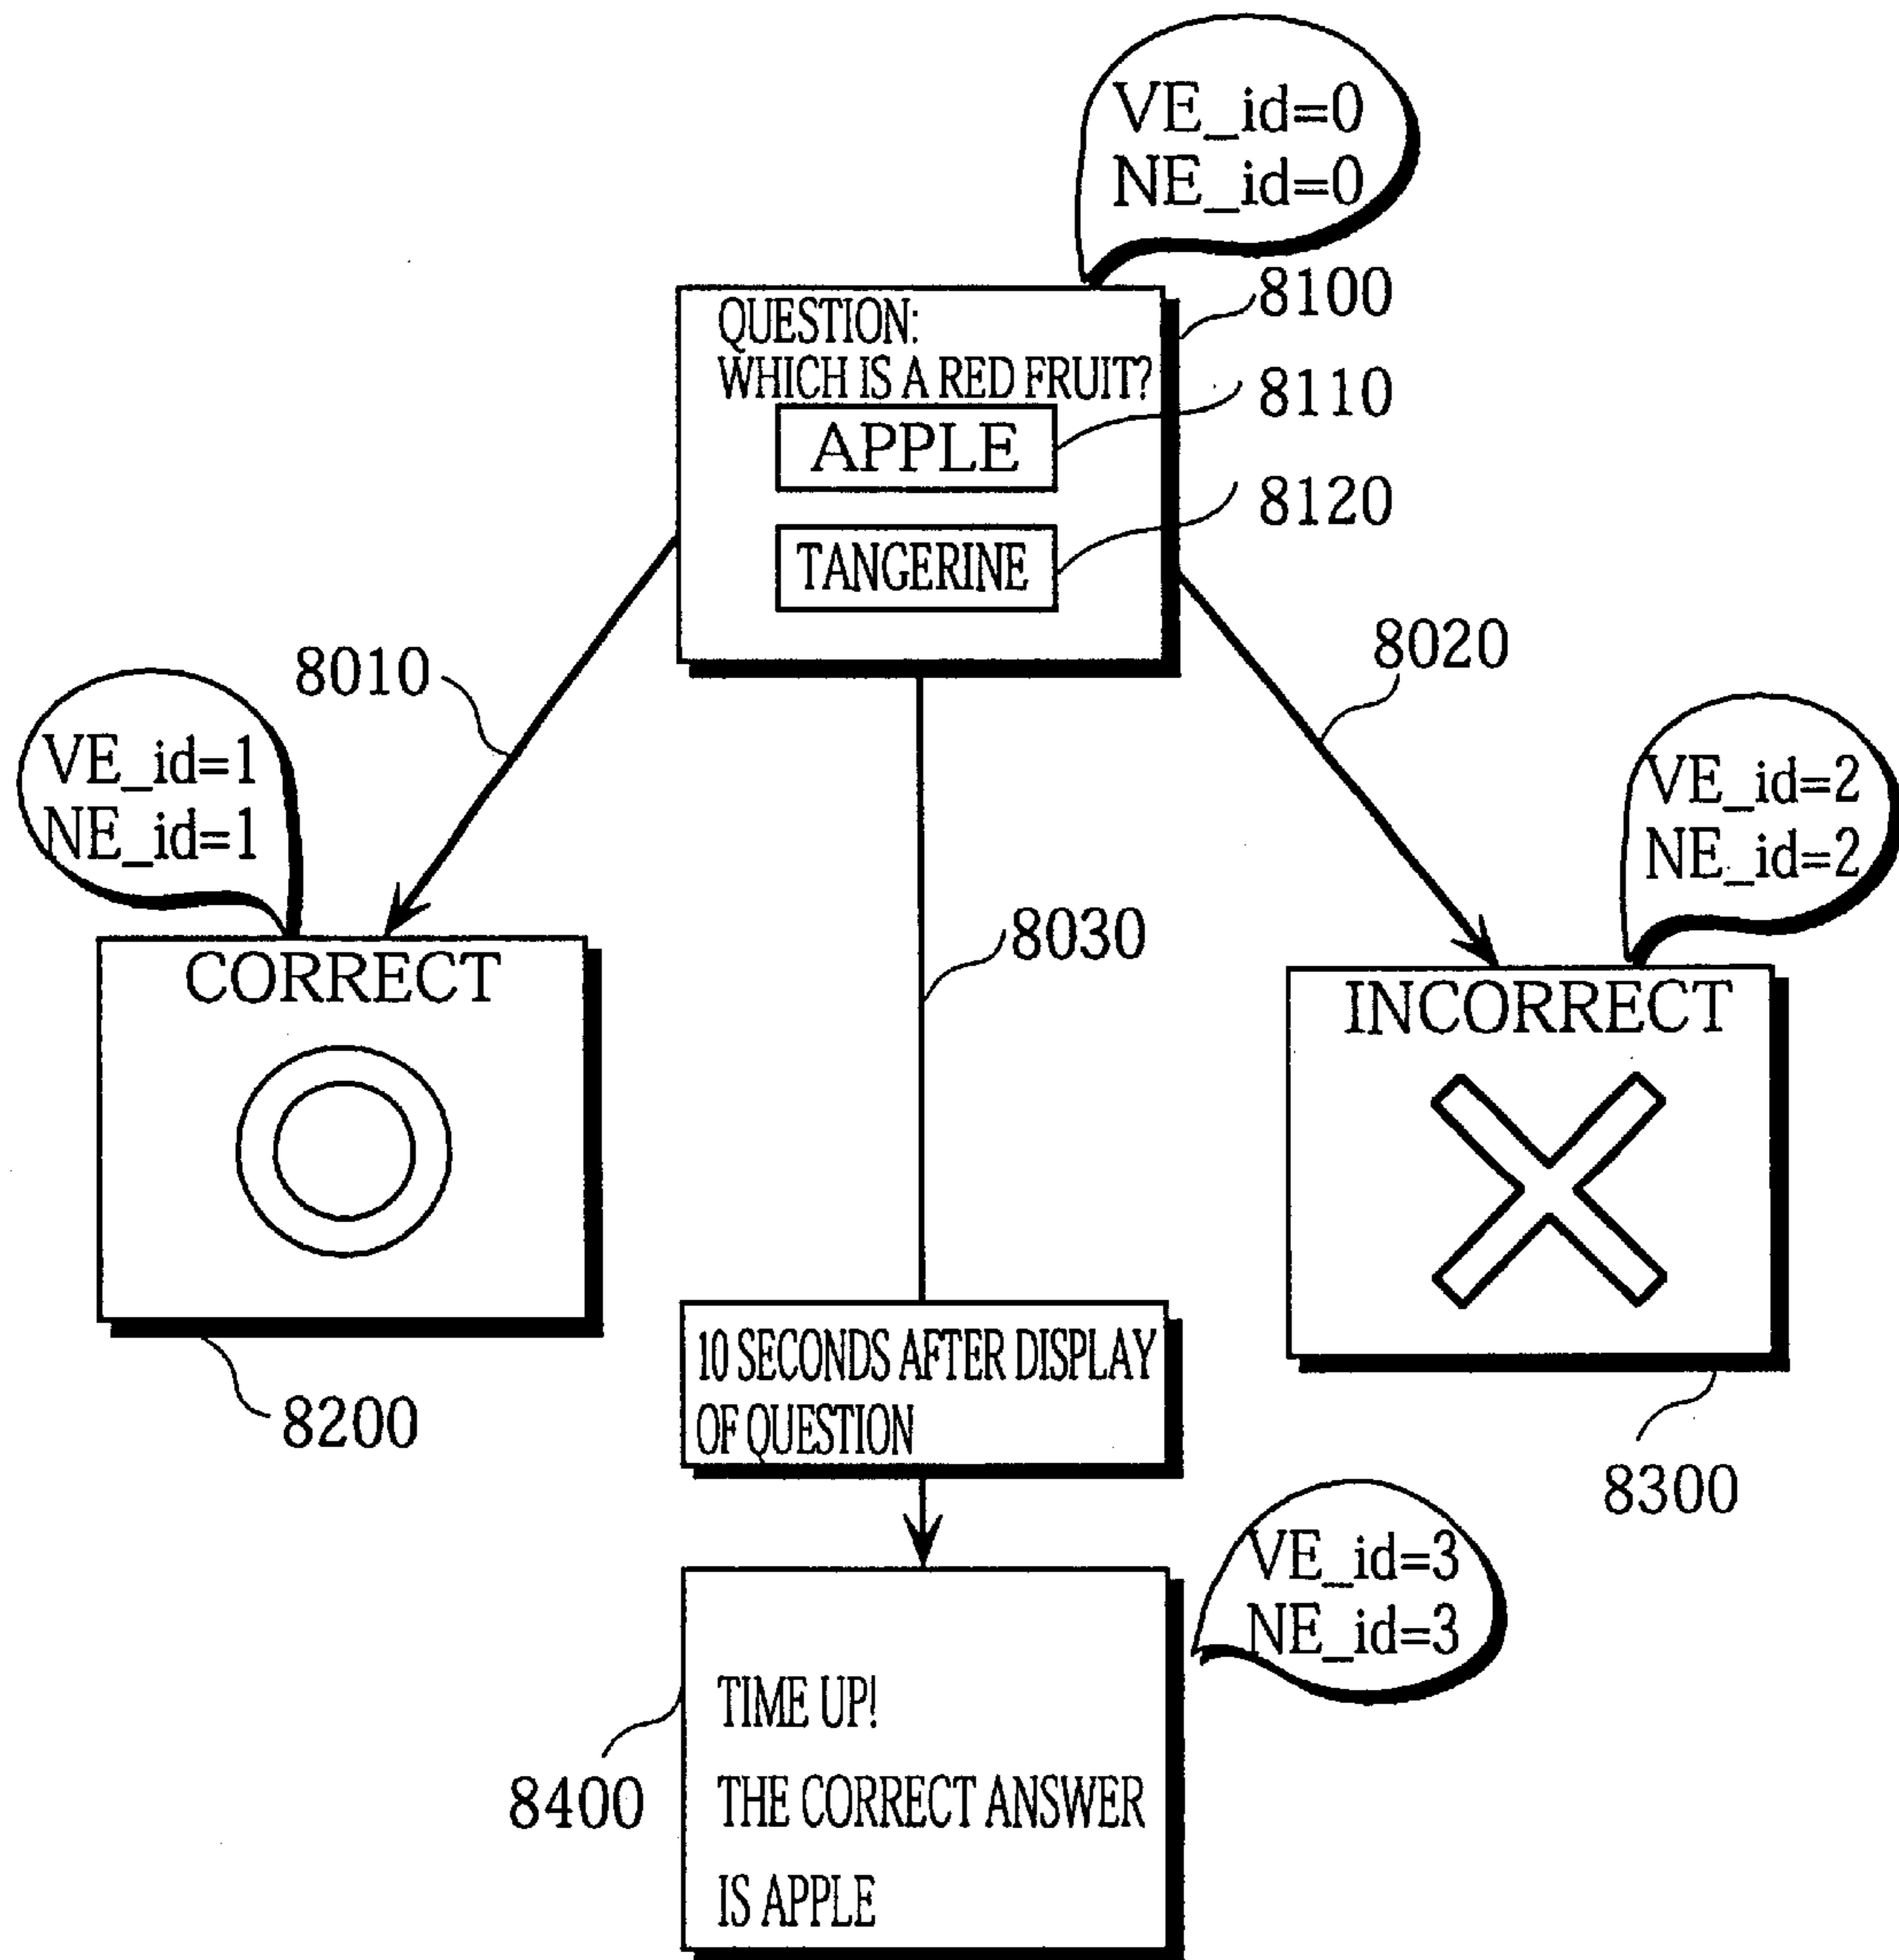 VE_id=0
NE_id=0
8100
QUESTION:
WHICH IS A RED FRUIT?
8110
APPLE
8120
TANGERINE
8010
8020
VE_id=1
NE_id=1
VE_id=2
NE_id=2
8030
CORRECT
INCORRECT
10 SECONDS AFTER DISPLAY
OF QUESTION
8200
8300
VE_id=3
NE_id=3
TIME UP!
8400
THE CORRECT ANSWER
IS APPLE